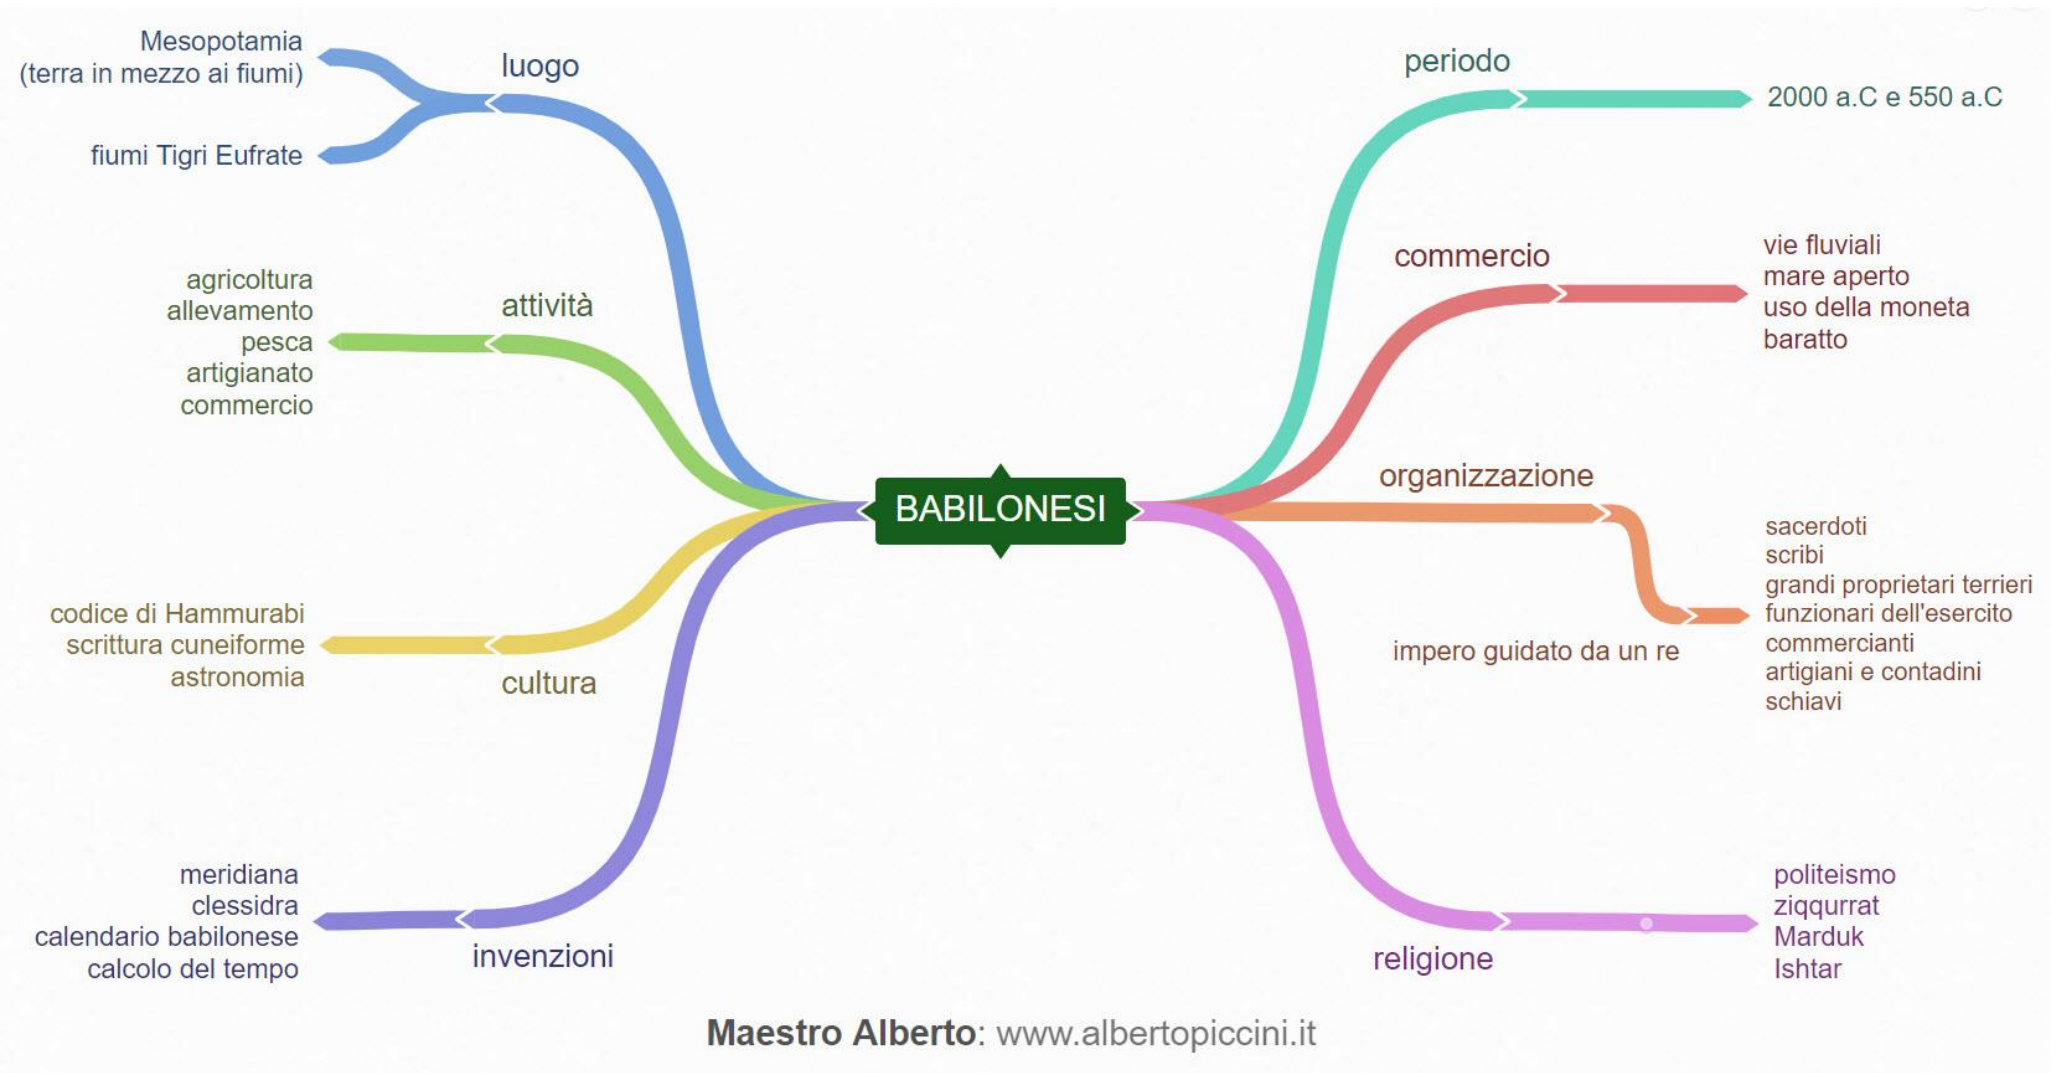 Mesopotamia
(terra in mezzo ai fiumi)
luogo
fiumi Tigri Eufrate
agricoltura
allevamento
pesca
artigianato
commercio
attività
codice di Hammurabi
scrittura cuneiforme
astronomia
cultura
meridiana
clessidra
calendario babilonese
calcolo del tempo
invenzioni
BABILONESI
periodo
2000 a.C e 550 a.C
commercio
vie fluviali
mare aperto
uso della moneta
baratto
organizzazione
impero guidato da un re
sacerdoti
scribi
grandi proprietari terrieri
funzionari dell'esercito
commercianti
artigiani e contadini
schiavi
religione
politeismo
ziqqurrat
Marduk
Ishtar
Maestro Alberto: www.albertopiccini.it